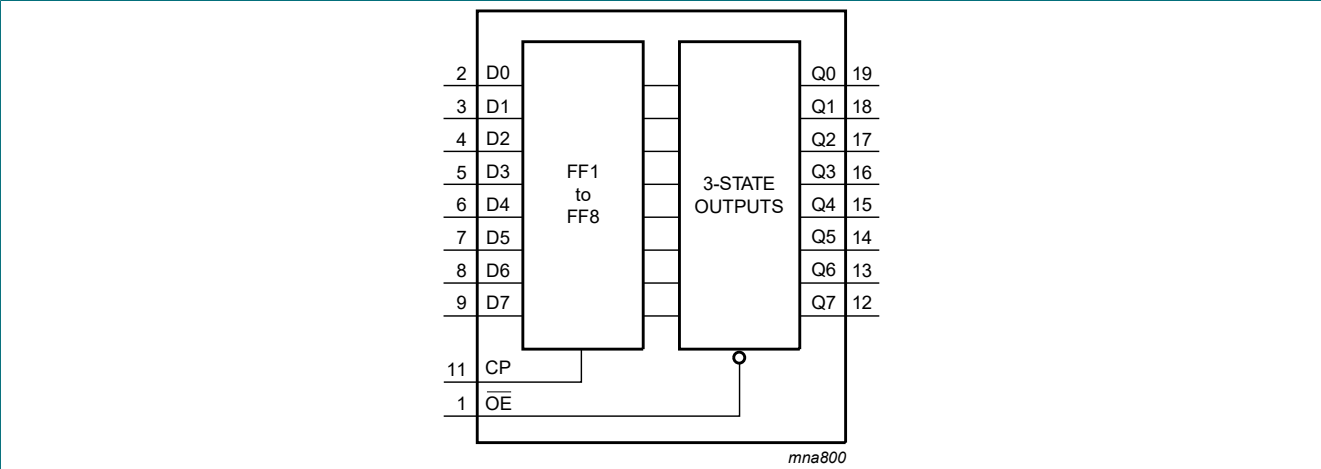 2 D0 Q0 19
3 D1 Q1 18
4 D2 Q2 17
5 D3 Q3 16
6 D4 Q4 15
7 D5 Q5 14
8 D6 Q6 13
9 D7 Q7 12
FF1
to
FF8
3-STATE
OUTPUTS
11 CP
1 O̅E̅
mna800